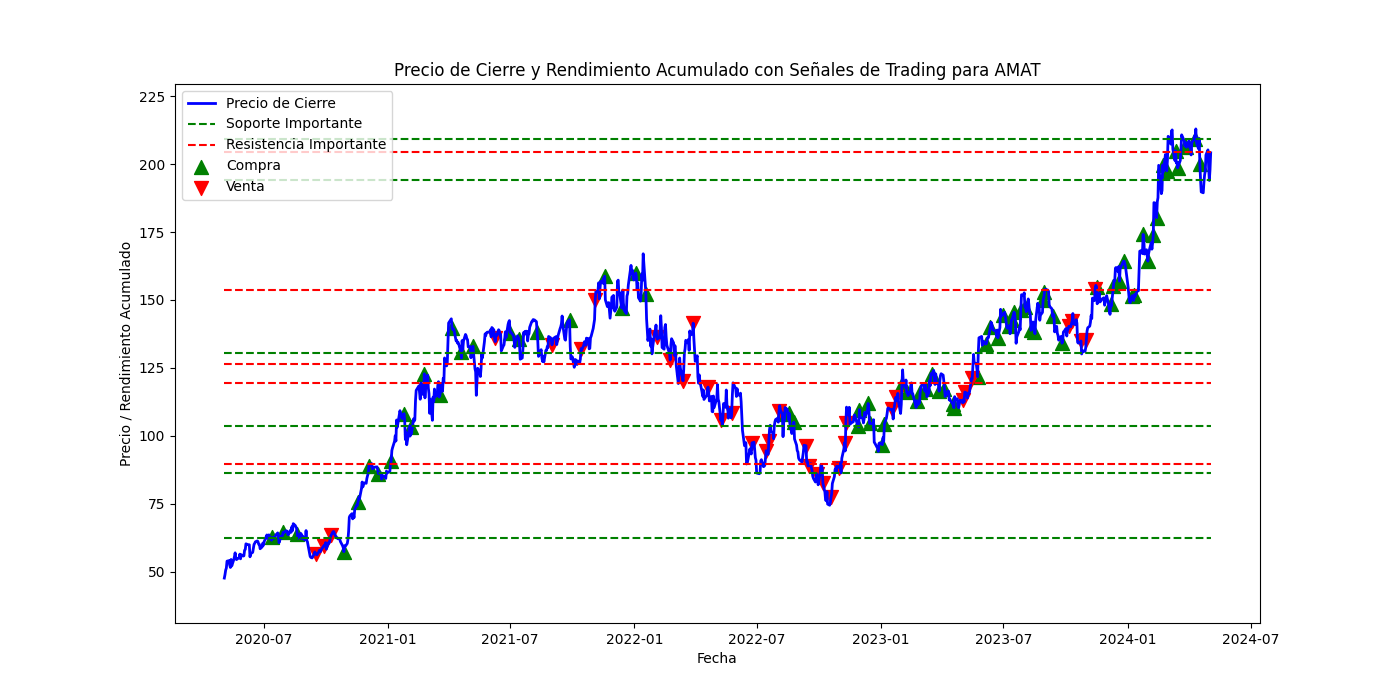 Precio de Cierre y Rendimiento Acumulado con Señales de Trading para AMAT
Precio de Cierre
Soporte Importante
Resistencia Importante
Compra
Venta
Precio / Rendimiento Acumulado
225
200
175
150
125
100
75
50
2020-07
2021-01
2021-07
2022-01
2022-07
2023-01
2023-07
2024-01
2024-07
Fecha